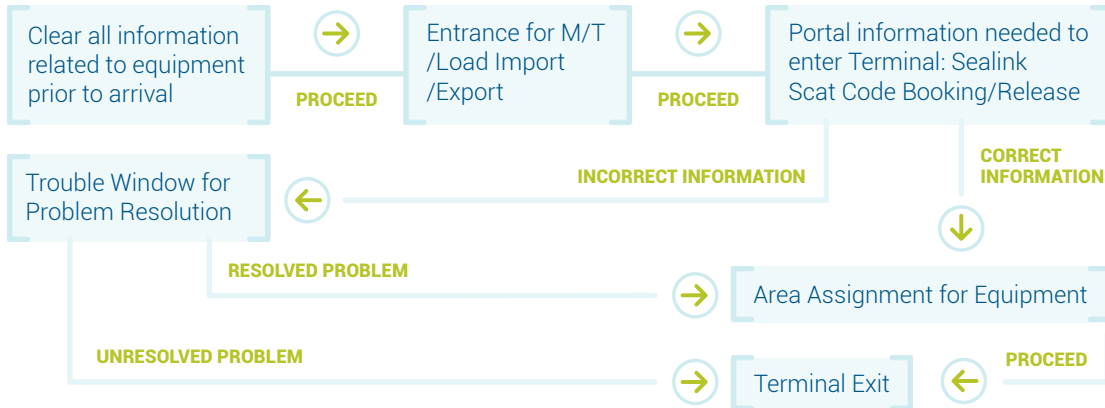 Clear all information
related to equipment
prior to arrival
PROCEED
Entrance for M/T
/Load Import
/Export
PROCEED
Portal information needed to
enter Terminal: Sealink
Scat Code Booking/Release
INCORRECT INFORMATION
CORRECT
INFORMATION
Trouble Window for
Problem Resolution
RESOLVED PROBLEM
Area Assignment for Equipment
UNRESOLVED PROBLEM
PROCEED
Terminal Exit